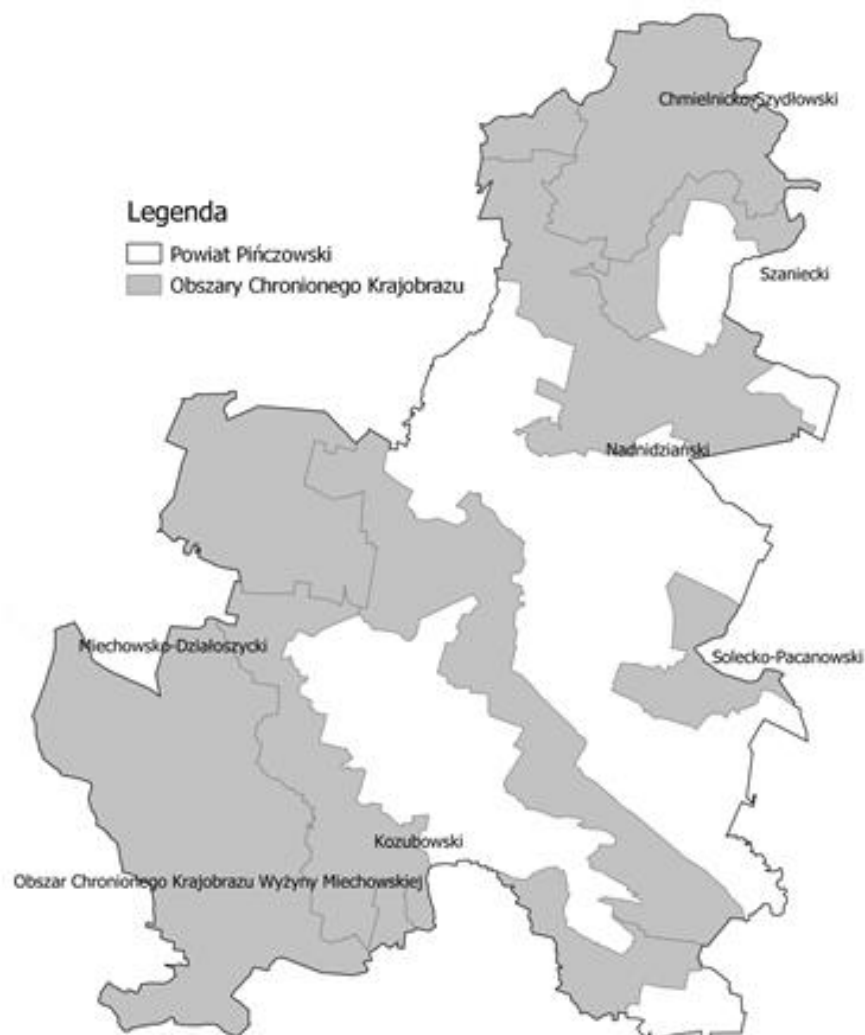 Chmielnicko-Szydłowski
Legenda
Powiat Pińczowski
Obszary Chronionego Krajobrazu
Szaniecki
Nadnidziański
Miechowsko-Działoszycki
Solecko-Pacanowski
Kozubowski
Obszar Chronionego Krajobrazu Wyżyny Miechowskiej